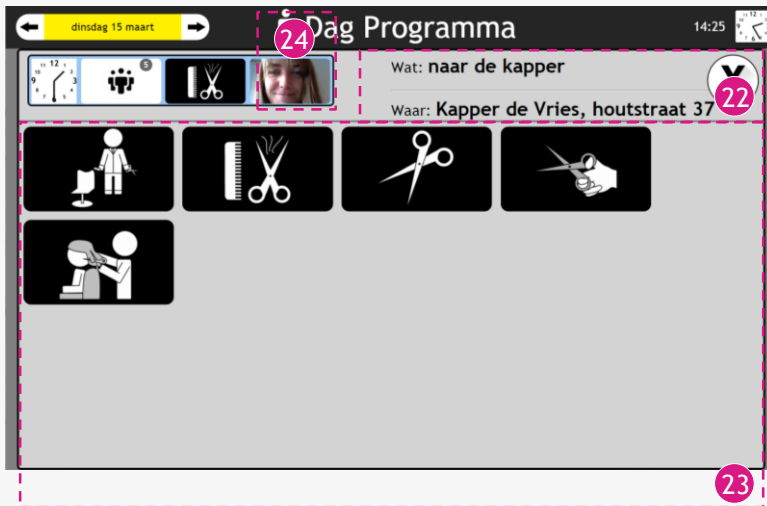 dinsdag 15 maart
24
Dag Programma
14:25
5
Wat: naar de kapper
22
Waar: Kapper de Vries, houtstraat 37
23